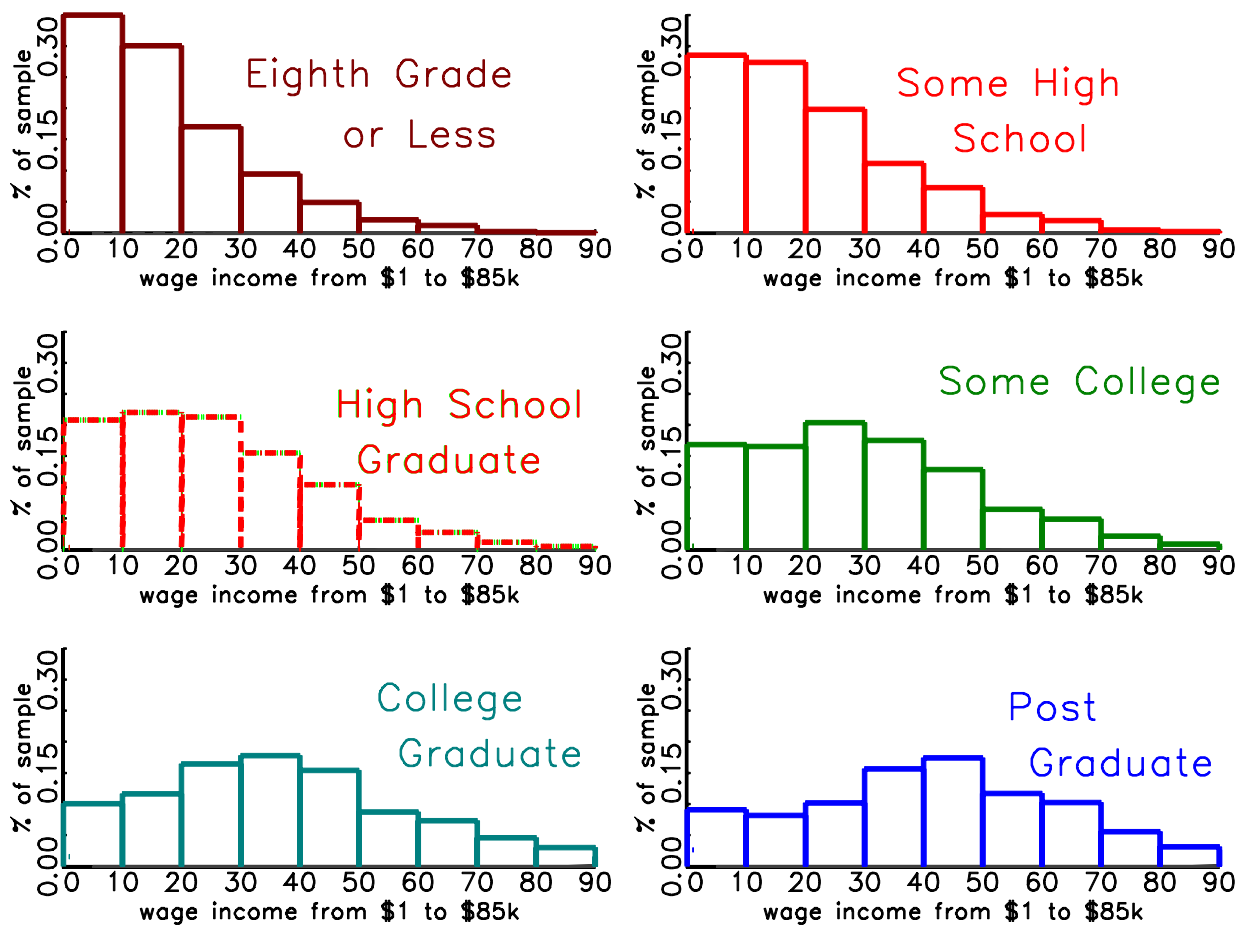 % of sample
0.00 0.15 0.30
Eighth Grade
or Less
0 10 20 30 40 50 60 70 80 90
wage income from $1 to $85k
% of sample
0.00 0.15 0.30
Some High
School
0 10 20 30 40 50 60 70 80 90
wage income from $1 to $85k
% of sample
0.00 0.15 0.30
High School
Graduate
0 10 20 30 40 50 60 70 80 90
wage income from $1 to $85k
% of sample
0.00 0.15 0.30
Some College
0 10 20 30 40 50 60 70 80 90
wage income from $1 to $85k
% of sample
0.00 0.15 0.30
College
Graduate
0 10 20 30 40 50 60 70 80 90
wage income from $1 to $85k
% of sample
0.00 0.15 0.30
Post
Graduate
0 10 20 30 40 50 60 70 80 90
wage income from $1 to $85k